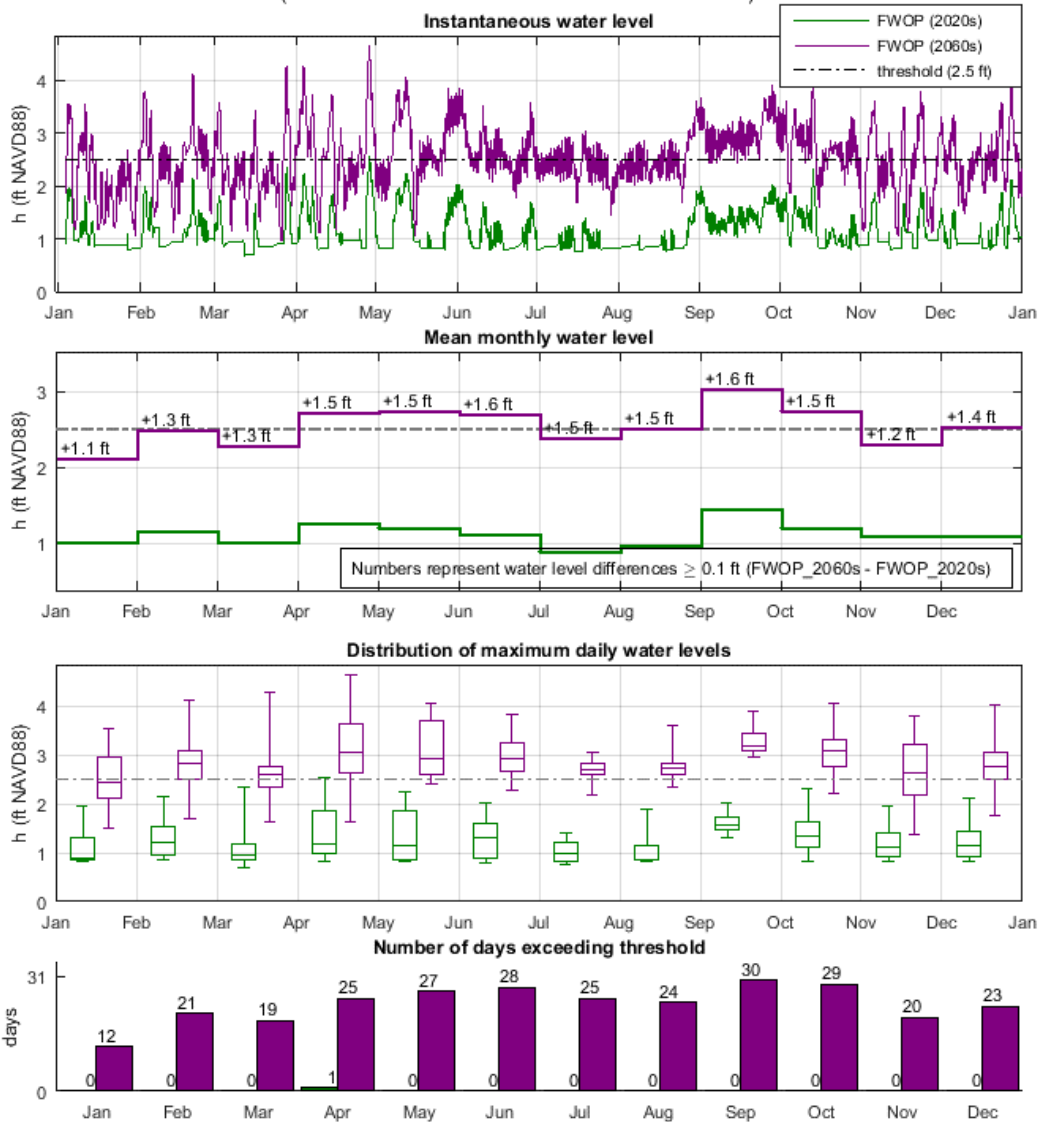 Instantaneous water level
FWOP (2020s)
FWOP (2060s)
threshold (2.5 ft)
h (ft NAVD88)
4
3
2
1
0
Jan Feb Mar Apr May Jun Jul Aug Sep Oct Nov Dec Jan
Mean monthly water level
h (ft NAVD88)
3
2
1
+1.1 ft +1.3 ft +1.3 ft +1.5 ft +1.5 ft +1.6 ft +1.5 ft +1.5 ft +1.6 ft +1.5 ft +1.2 ft +1.4 ft
Numbers represent water level differences ≥ 0.1 ft (FWOP_2060s - FWOP_2020s)
Jan Feb Mar Apr May Jun Jul Aug Sep Oct Nov Dec
Distribution of maximum daily water levels
h (ft NAVD88)
4
3
2
1
0
Jan Feb Mar Apr May Jun Jul Aug Sep Oct Nov Dec Jan
Number of days exceeding threshold
days
31
0
0 12 0 21 0 19 1 25 0 27 0 28 0 25 0 24 0 30 0 29 0 20 0 23
Jan Feb Mar Apr May Jun Jul Aug Sep Oct Nov Dec